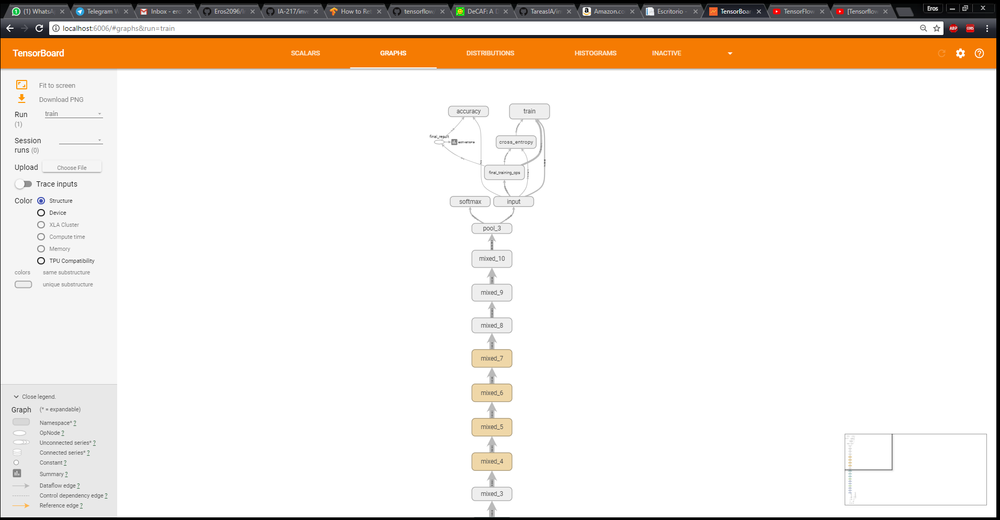 (1) WhatsA
Telegram W
Inbox - ero
Eros2096/I
IA-217/inve
How to Ret
tensorflow/
DeCAF: A D
TareasIA/in
Amazon.co
Escritorio -
TensorBoar
TensorFlow
[Tensorflow
Eros
localhost:6006/#graphs&run=train
ABP
CORS
TensorBoard
SCALARS
GRAPHS
DISTRIBUTIONS
HISTOGRAMS
INACTIVE
Fit to screen
Download PNG
Run
train
(1)
Session
runs (0)
Upload
Choose File
Trace inputs
Color
Structure
Device
XLA Cluster
Compute time
Memory
TPU Compatibility
colors
same substructure
unique substructure
accuracy
train
final_result
activations
cross_entropy
final_training_ops
softmax
input
pool_3
mixed_10
mixed_9
mixed_8
mixed_7
mixed_6
mixed_5
mixed_4
mixed_3
Close legend.
Graph
(* = expandable)
Namespace* ?
OpNode ?
Unconnected series* ?
Connected series* ?
Constant ?
Summary ?
Dataflow edge ?
Control dependency edge ?
Reference edge ?